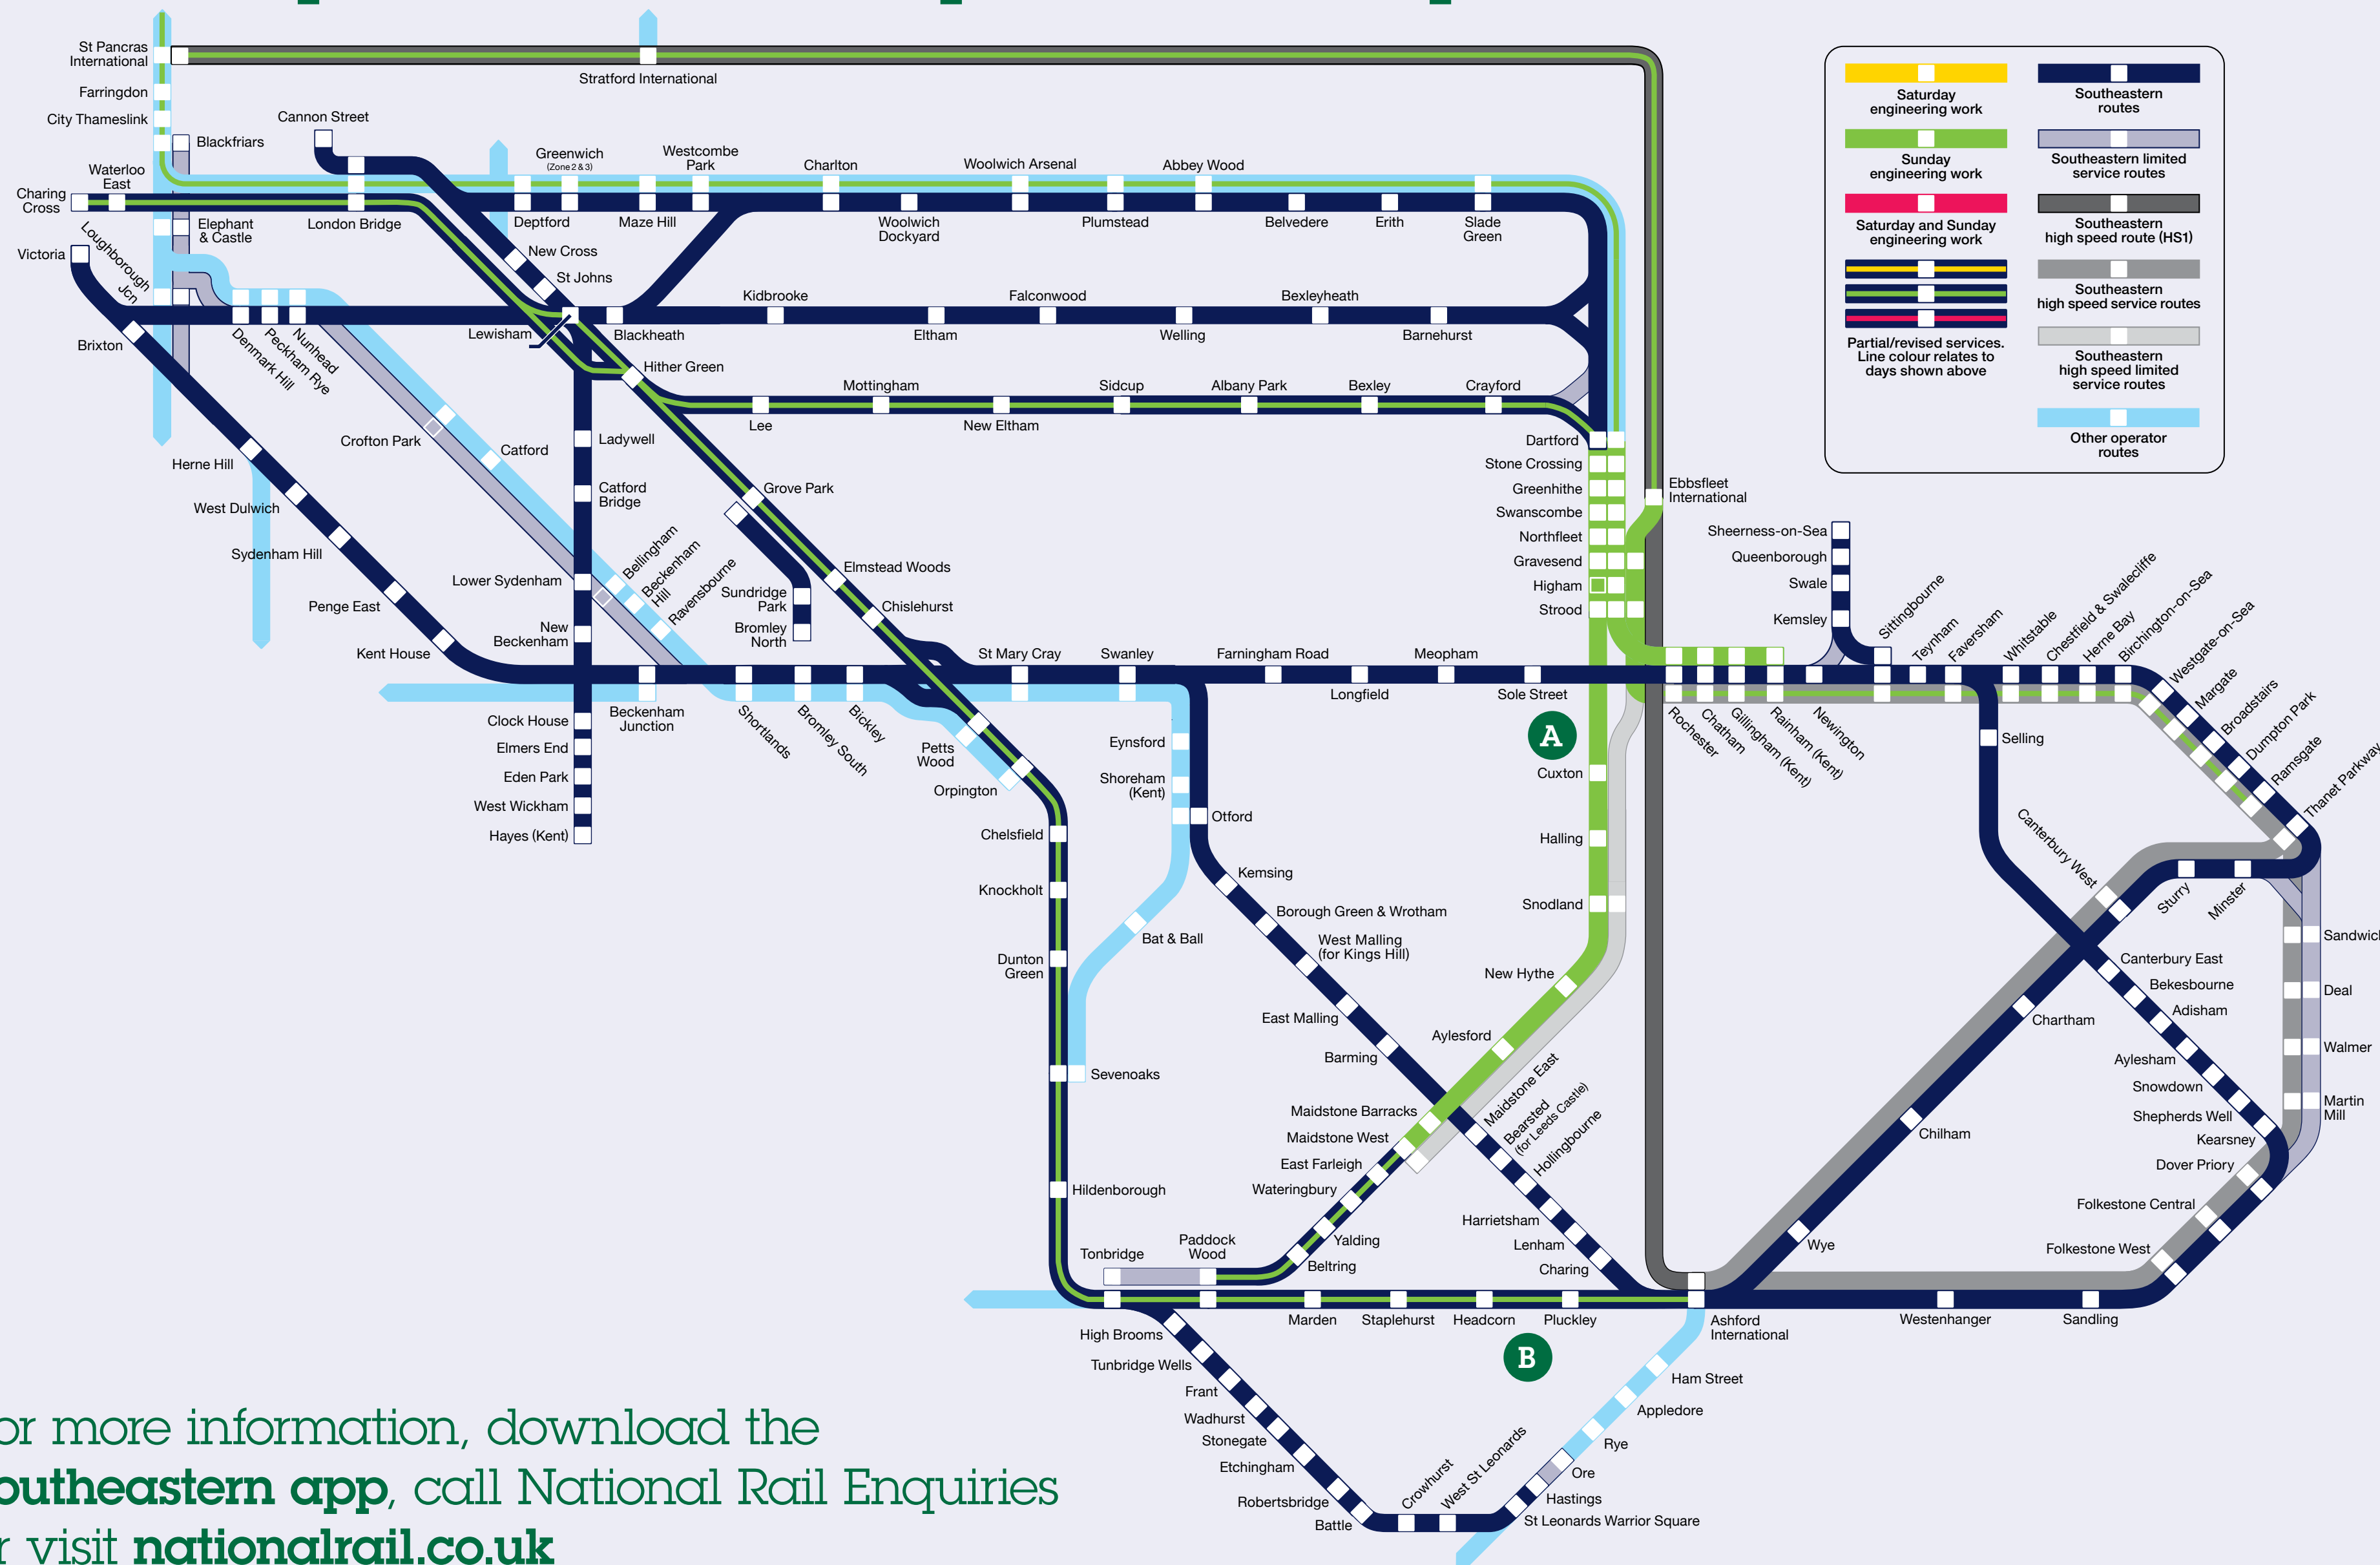 St Pancras
International
Stratford International
Farringdon
City Thameslink
Blackfriars
Cannon Street
Waterloo
East
Charing
Cross
London Bridge
Elephant
& Castle
Victoria
Loughborough
Jcn
Brixton
Denmark Hill
Peckham Rye
Nunhead
Greenwich
(Zone 2 & 3)
Westcombe
Park
Charlton
Woolwich Arsenal
Abbey Wood
Deptford
Maze Hill
Woolwich
Dockyard
Plumstead
Belvedere
Erith
Slade
Green
New Cross
St Johns
Lewisham
Blackheath
Kidbrooke
Eltham
Falconwood
Welling
Bexleyheath
Barnehurst
Hither Green
Lee
Mottingham
New Eltham
Sidcup
Albany Park
Bexley
Crayford
Crofton Park
Catford
Ladywell
Catford
Bridge
Herne Hill
West Dulwich
Sydenham Hill
Penge East
Kent House
Lower Sydenham
New
Beckenham
Bellingham
Beckenham
Hill
Ravensbourne
Grove Park
Sundridge
Park
Bromley
North
Elmstead Woods
Chislehurst
Clock House
Elmers End
Eden Park
West Wickham
Hayes (Kent)
Beckenham
Junction
Shortlands
Bromley South
Bickley
Petts
Wood
Orpington
St Mary Cray
Swanley
Farningham Road
Longfield
Meopham
Sole Street
Dartford
Stone Crossing
Greenhithe
Swanscombe
Northfleet
Gravesend
Higham
Strood
Ebbsfleet
International
Sheerness-on-Sea
Queenborough
Swale
Kemsley
Sittingbourne
Teynham
Faversham
Whitstable
Chestfield & Swalecliffe
Herne Bay
Birchington-on-Sea
Westgate-on-Sea
Margate
Broadstairs
Dumpton Park
Ramsgate
Thanet Parkway
Rochester
Chatham
Gillingham (Kent)
Rainham (Kent)
Newington
Selling
A
Cuxton
Halling
Snodland
New Hythe
Aylesford
Maidstone Barracks
Maidstone West
East Farleigh
Wateringbury
Yalding
Beltring
Paddock
Wood
Tonbridge
Eynsford
Shoreham
(Kent)
Otford
Kemsing
Borough Green & Wrotham
West Malling
(for Kings Hill)
East Malling
Barming
Maidstone East
Bearsted
(for Leeds Castle)
Hollingbourne
Harrietsham
Lenham
Charing
Bat & Ball
Chelsfield
Knockholt
Dunton
Green
Sevenoaks
Hildenborough
Canterbury West
Sturry
Minster
Sandwich
Deal
Walmer
Martin
Mill
Canterbury East
Bekesbourne
Adisham
Aylesham
Snowdown
Shepherds Well
Kearsney
Dover Priory
Folkestone Central
Folkestone West
Chartham
Chilham
Wye
Marden
Staplehurst
Headcorn
Pluckley
Ashford
International
Westenhanger
Sandling
B
High Brooms
Tunbridge Wells
Frant
Wadhurst
Stonegate
Etchingham
Robertsbridge
Battle
Crowhurst
West St Leonards
St Leonards Warrior Square
Hastings
Ore
Rye
Appledore
Ham Street
Saturday
engineering work
Sunday
engineering work
Saturday and Sunday
engineering work
Partial/revised services.
Line colour relates to
days shown above
Southeastern
routes
Southeastern limited
service routes
Southeastern
high speed route (HS1)
Southeastern
high speed service routes
Southeastern
high speed limited
service routes
Other operator
routes
or more information, download the
outheastern app, call National Rail Enquiries
r visit nationalrail.co.uk